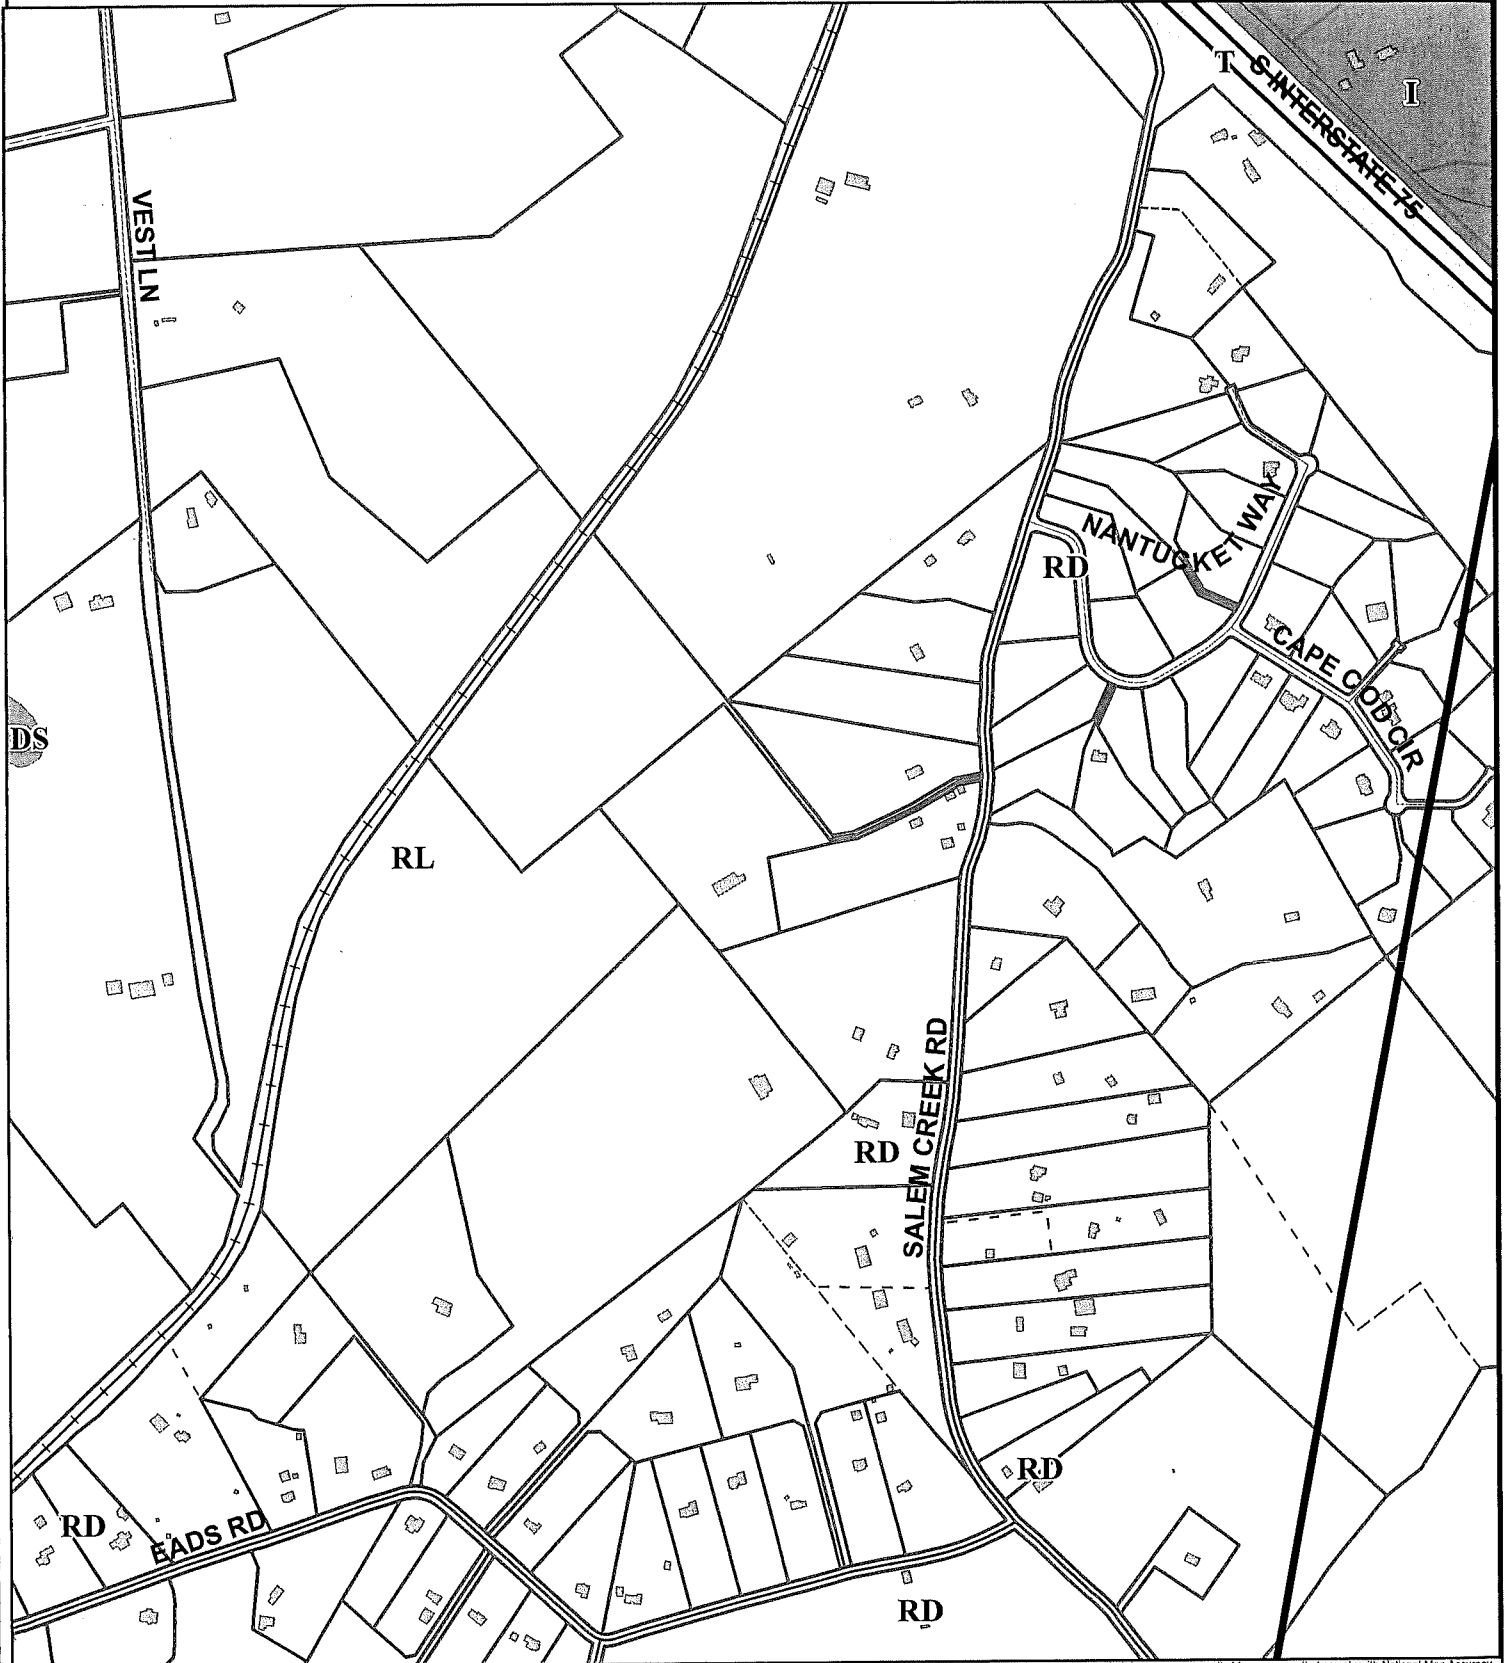 T
S INTERSTATE 75
I
VEST LN
NANTUCKET WAY
RD
CAPE COD CIR
DS
RL
SALEM CREEK RD
RD
RD
RD
EADS RD
RD